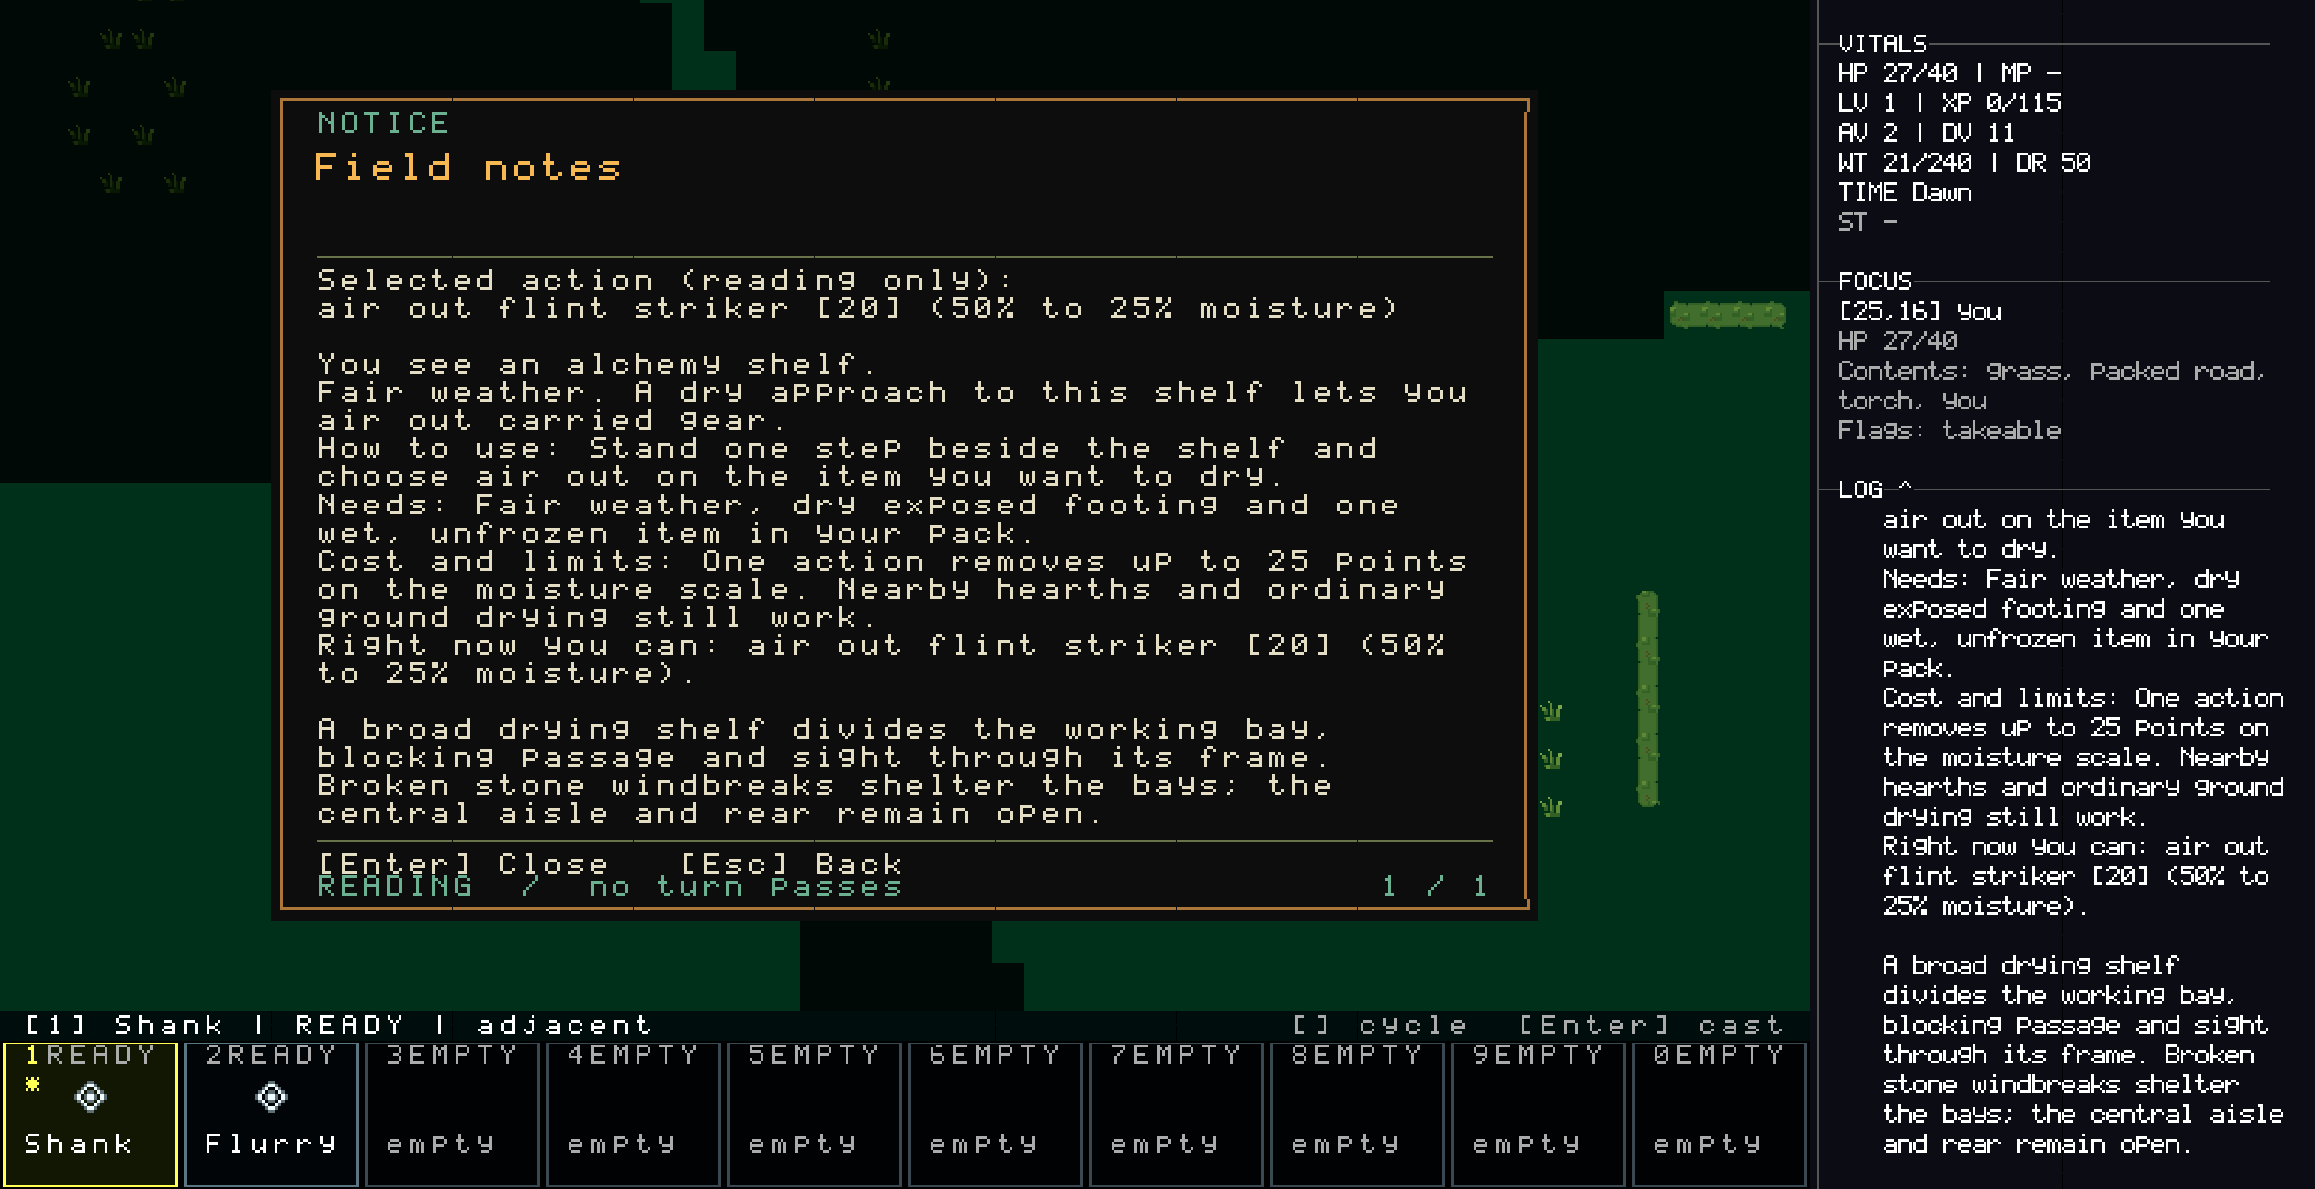 NOTICE
Field notes
Selected action (reading only):
air out flint striker [20] (50% to 25% moisture)
You see an alchemy shelf.
Fair weather. A dry approach to this shelf lets you
air out carried gear.
How to use: Stand one step beside the shelf and
choose air out on the item you want to dry.
Needs: Fair weather, dry exposed footing and one
wet, unfrozen item in your pack.
Cost and limits: One action removes up to 25 points
on the moisture scale. Nearby hearths and ordinary
ground drying still work.
Right now you can: air out flint striker [20] (50%
to 25% moisture).
A broad drying shelf divides the working bay,
blocking passage and sight through its frame.
Broken stone windbreaks shelter the bays; the
central aisle and rear remain open.
[Enter] Close [Esc] Back
READING / no turn passes 1 / 1
[1] Shank | READY | adjacent [] cycle [Enter] cast
1READY 2READY 3EMPTY 4EMPTY 5EMPTY 6EMPTY 7EMPTY 8EMPTY 9EMPTY 0EMPTY
Shank Flurry empty empty empty empty empty empty empty empty
VITALS
HP 27/40 | MP -
LV 1 | XP 0/115
AV 2 | DV 11
WT 21/240 | DR 50
TIME Dawn
ST -
FOCUS
[25,16] you
HP 27/40
Contents: grass, packed road,
torch, you
Flags: takeable
LOG ^
air out on the item you
want to dry.
Needs: Fair weather, dry
exposed footing and one
wet, unfrozen item in your
pack.
Cost and limits: One action
removes up to 25 points on
the moisture scale. Nearby
hearths and ordinary ground
drying still work.
Right now you can: air out
flint striker [20] (50% to
25% moisture).
A broad drying shelf
divides the working bay,
blocking passage and sight
through its frame. Broken
stone windbreaks shelter
the bays; the central aisle
and rear remain open.